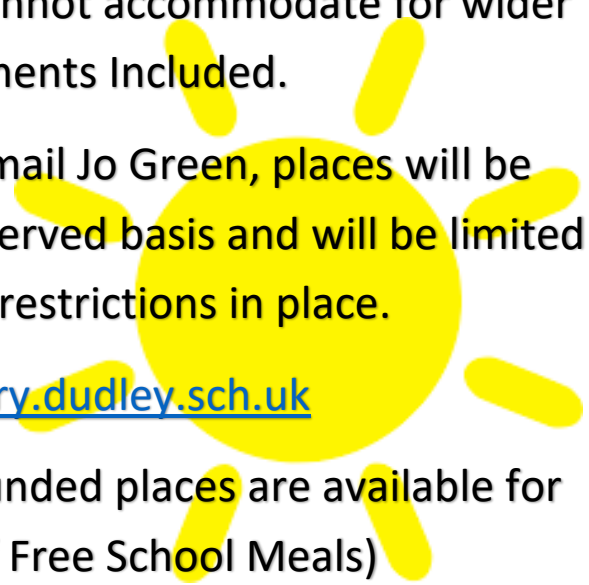 nnot accommodate for wider
nents Included.
mail Jo Green, places will be
erved basis and will be limited
restrictions in place.
ry.dudley.sch.uk
unded places are available for
Free School Meals)